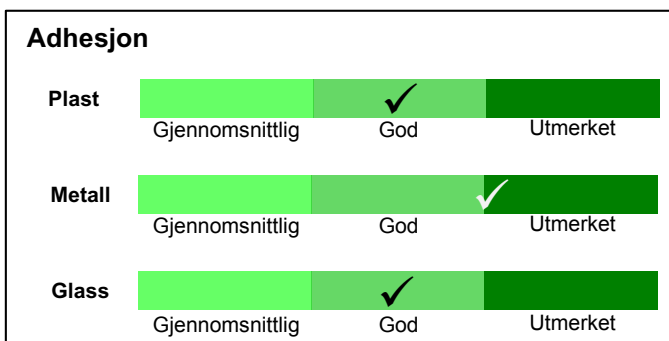 Adhesjon
Plast
Gjennomsnittlig God Utmerket
Metall
Gjennomsnittlig God Utmerket
Glass
Gjennomsnittlig God Utmerket